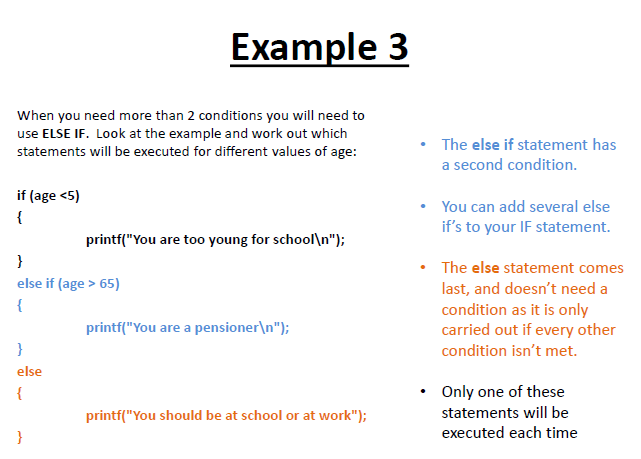 Example 3
When you need more than 2 conditions you will need to
use ELSE IF.  Look at the example and work out which
statements will be executed for different values of age:
if (age <5)
{
printf("You are too young for school\n");
}
else if (age > 65)
{
printf("You are a pensioner\n");
}
else
{
printf("You should be at school or at work");
}
• The else if statement has
a second condition.
• You can add several else
if’s to your IF statement.
• The else statement comes
last, and doesn’t need a
condition as it is only
carried out if every other
condition isn’t met.
• Only one of these
statements will be
executed each time